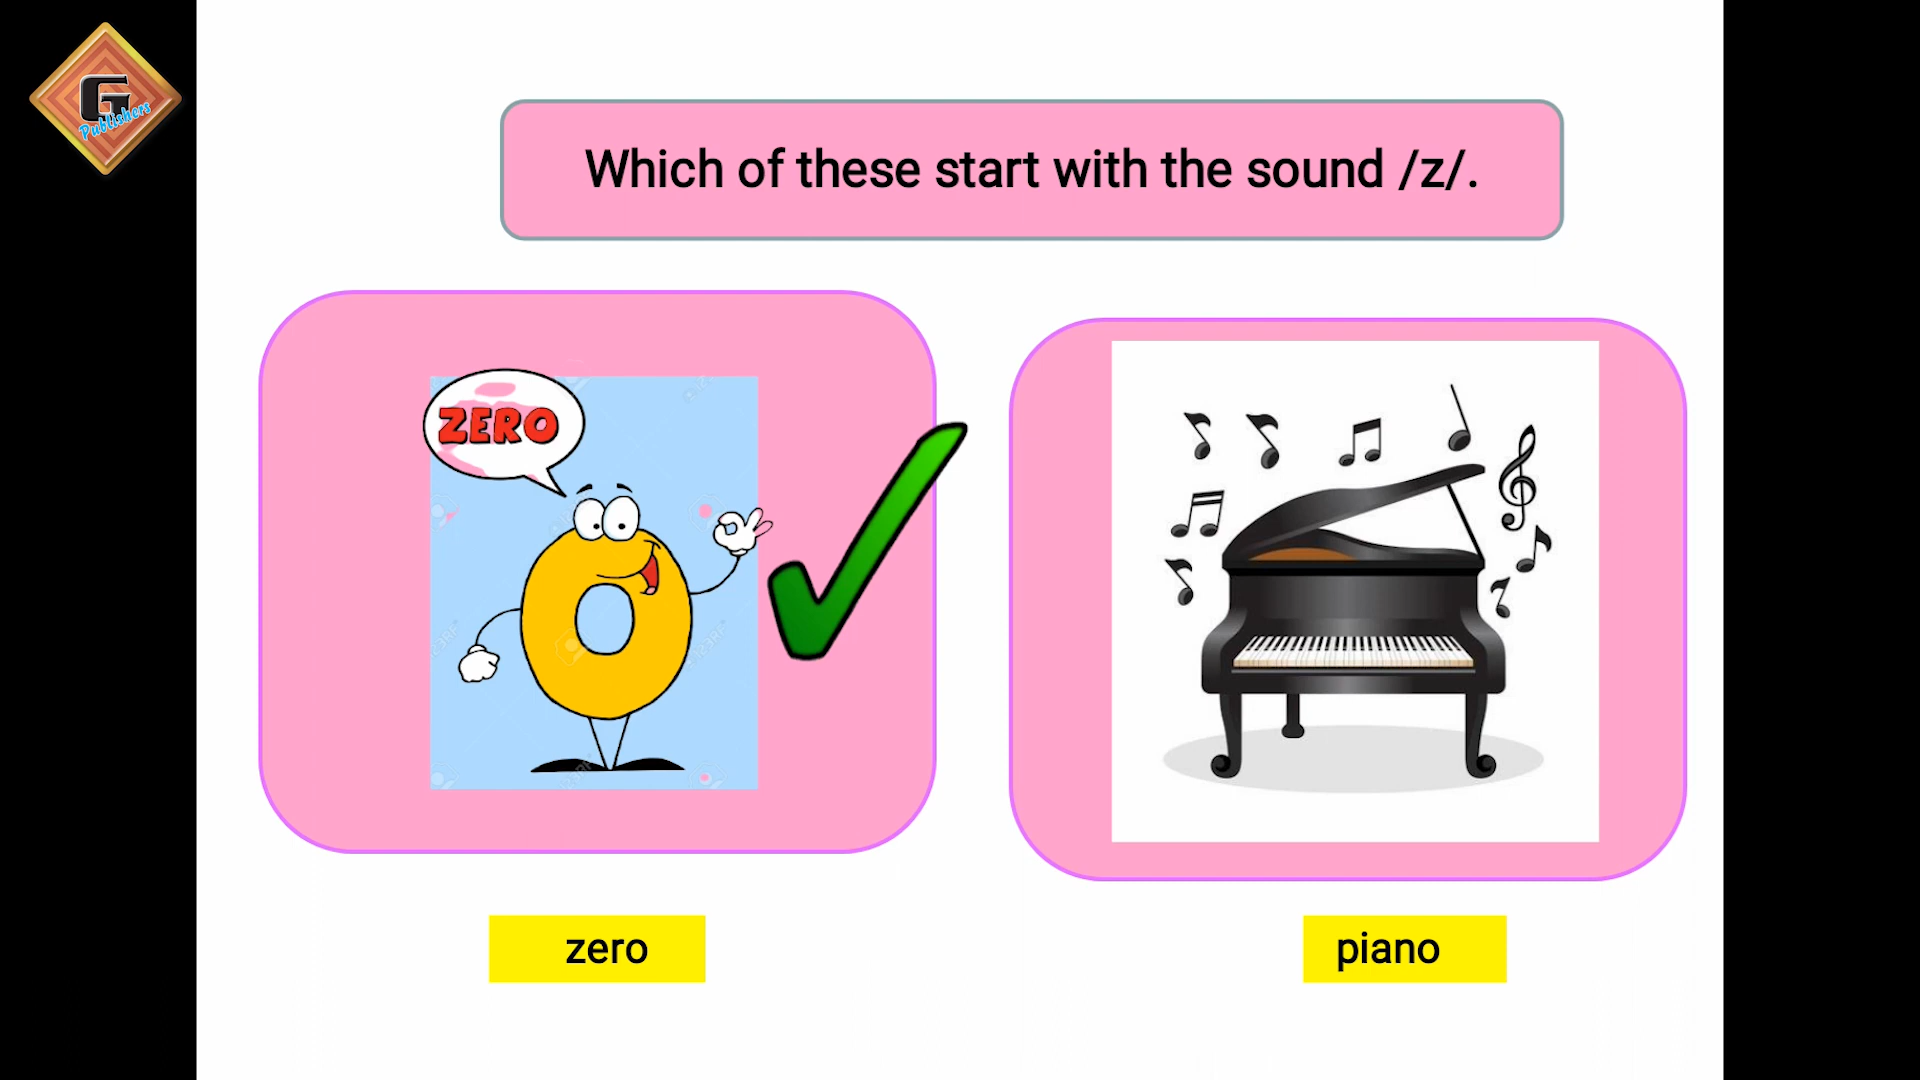 G
Publishers
Which of these start with the sound /z/.
ZERO
zero
piano